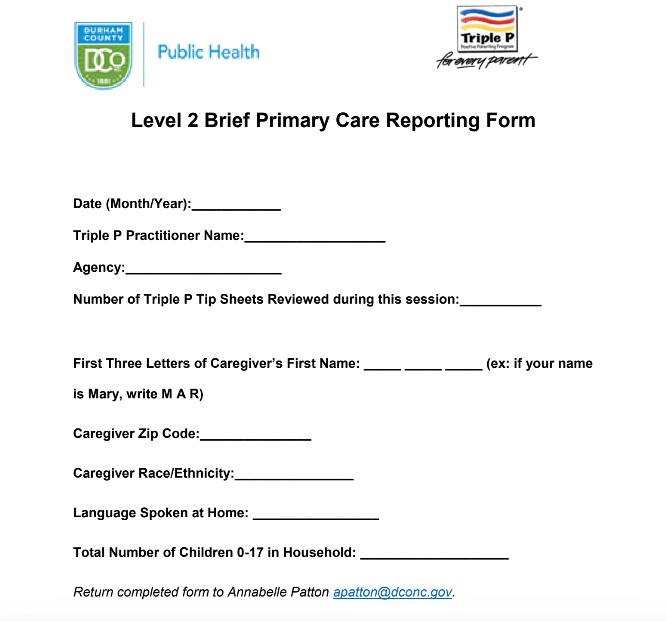 DURHAM
COUNTY
DCO
1881
Public Health
Triple P
Positive Parenting Program
for every parent
Level 2 Brief Primary Care Reporting Form
Date (Month/Year):____________
Triple P Practitioner Name:___________________
Agency:_____________________
Number of Triple P Tip Sheets Reviewed during this session:___________
First Three Letters of Caregiver’s First Name: _____ _____ _____ (ex: if your name
is Mary, write M A R)
Caregiver Zip Code:_______________
Caregiver Race/Ethnicity:________________
Language Spoken at Home: _________________
Total Number of Children 0-17 in Household: ____________________
Return completed form to Annabelle Patton apatton@dconc.gov.